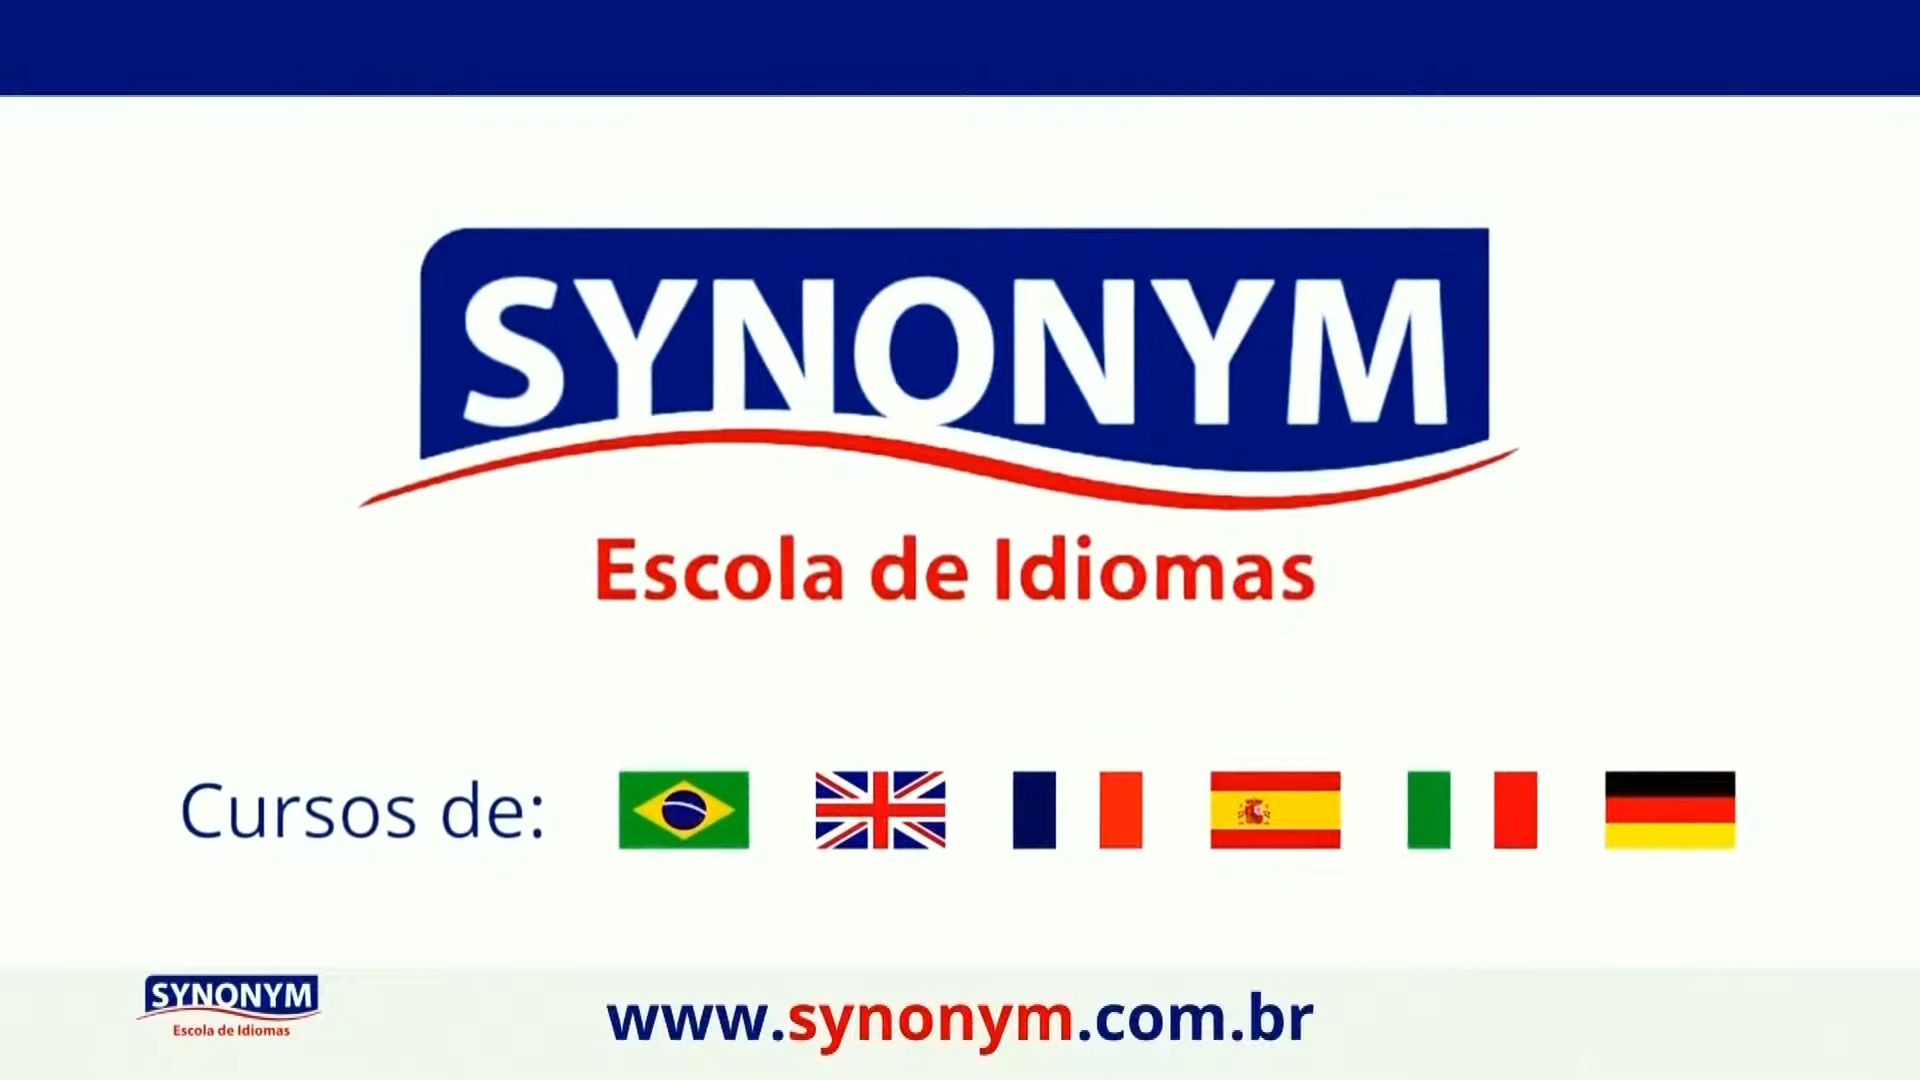 SYNONYM
Escola de Idiomas
Cursos de:
SYNONYM
Escola de Idiomas
www.synonym.com.br